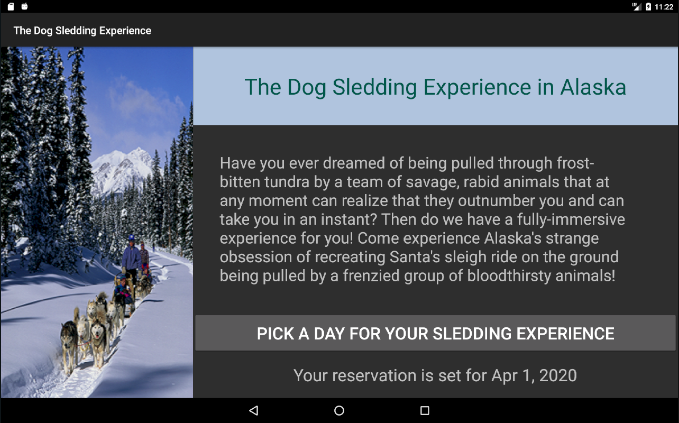 11:22
The Dog Sledding Experience
The Dog Sledding Experience in Alaska
Have you ever dreamed of being pulled through frost-
bitten tundra by a team of savage, rabid animals that at
any moment can realize that they outnumber you and can
take you in an instant? Then do we have a fully-immersive
experience for you! Come experience Alaska's strange
obsession of recreating Santa's sleigh ride on the ground
being pulled by a frenzied group of bloodthirsty animals!
PICK A DAY FOR YOUR SLEDDING EXPERIENCE
Your reservation is set for Apr 1, 2020